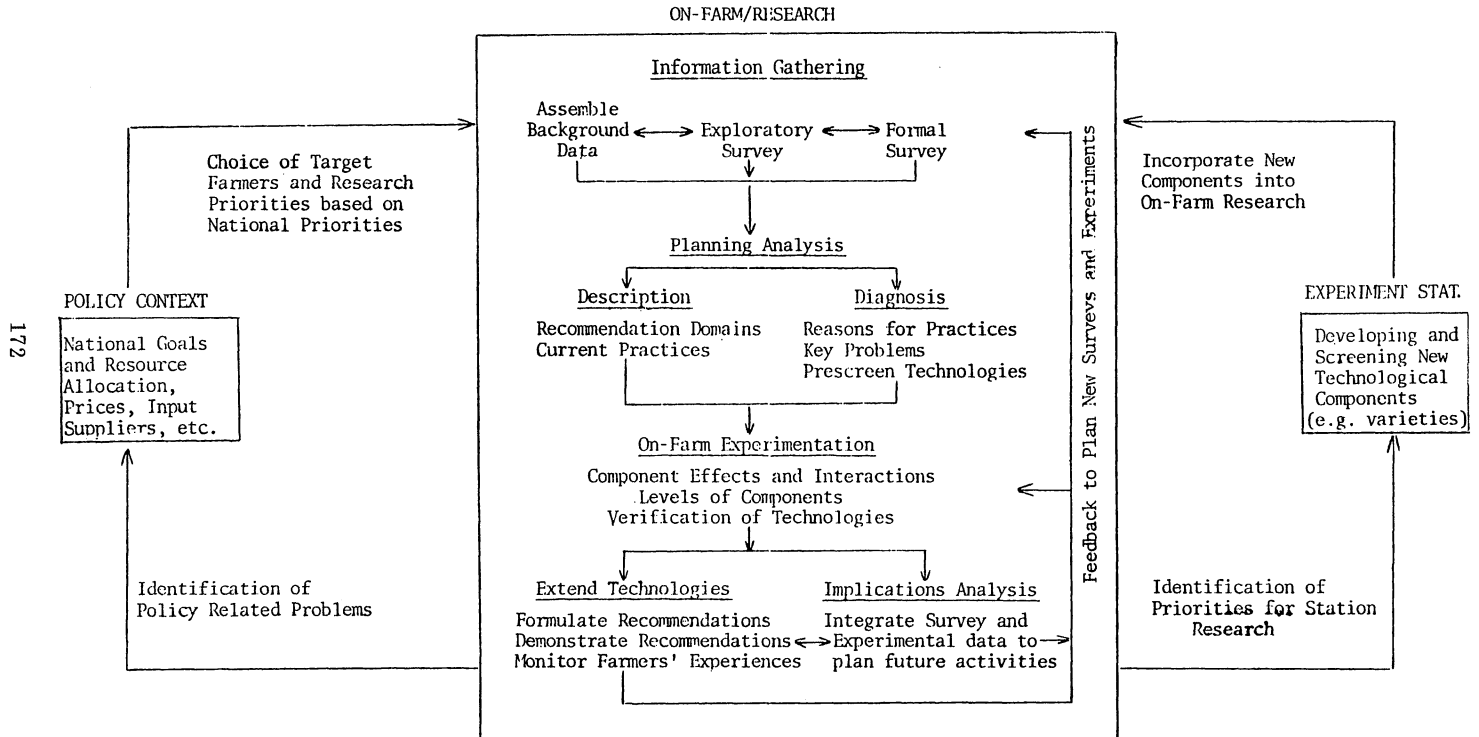 ON-FARM/RESEARCH
Information Gathering
Assemble
Background
Data
Exploratory
Survey
Formal
Survey
Choice of Target
Farmers and Research
Priorities based on
National Priorities
Incorporate New
Components into
On-Farm Research
Planning Analysis
Description
Recommendation Domains
Current Practices
Diagnosis
Reasons for Practices
Key Problems
Prescreen Technologies
POLICY CONTEXT
National Goals
and Resource
Allocation,
Prices, Input
Suppliers, etc.
172
EXPERIMENT STAT.
Developing and
Screening New
Technological
Components
(e.g. varieties)
On-Farm Experimentation
Component Effects and Interactions
Levels of Components
Verification of Technologies
Feedback to Plan New Surveys and Experiments
Extend Technologies
Formulate Recommendations
Demonstrate Recommendations
Monitor Farmers' Experiences
Implications Analysis
Integrate Survey and
Experimental data to
plan future activities
Identification of
Policy Related Problems
Identification of
Priorities for Station
Research